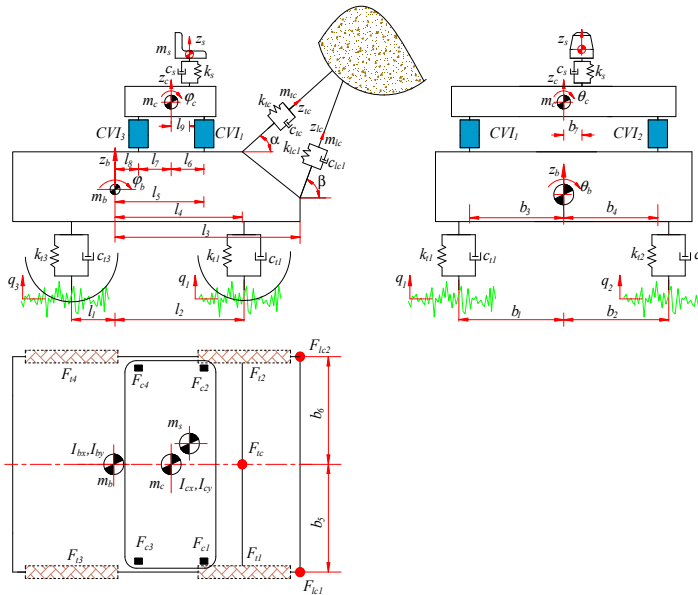 z_s
m_s
c_s
k_s
z_c
φ_c
m_c
l_9
CVI_3
CVI_1
l_8
l_7
l_6
z_b
φ_b
m_b
l_5
l_4
l_3
k_tc
m_tc
z_tc
c_tc
z_lc
m_lc
k_lc1
c_lc1
α
β
k_t3
c_t3
k_t1
c_t1
q_3
q_1
l_1
l_2
z_s
c_s
k_s
z_c
θ_c
m_c
CVI_1
b_7
CVI_2
z_b
θ_b
b_3
b_4
k_t1
c_t1
k_t2
c_t2
q_1
q_2
b_1
b_2
F_t4
F_c4
F_c2
F_t2
F_lc2
m_s
b_6
I_bx,I_by
F_tc
m_b
m_c
I_cx,I_cy
b_5
F_t3
F_c3
F_c1
F_t1
F_lc1